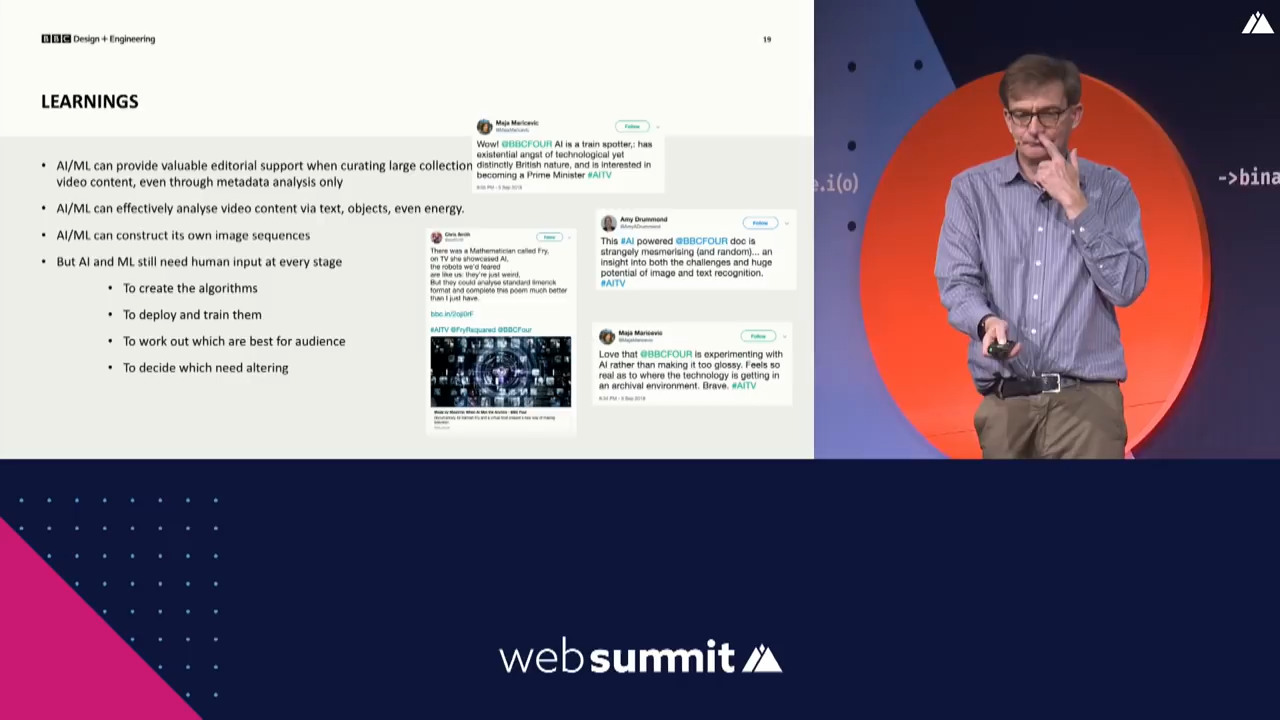 BBC Design + Engineering
19
LEARNINGS
• AI/ML can provide valuable editorial support when curating large collection
video content, even through metadata analysis only
• AI/ML can effectively analyse video content via text, objects, even energy.
• AI/ML can construct its own image sequences
• But AI and ML still need human input at every stage
• To create the algorithms
• To deploy and train them
• To work out which are best for audience
• To decide which need altering
Maja Maricevic
Follow
Wow! @BBCFOUR AI is a train spotter,: has
existential angst of technological yet
distinctly British nature, and is interested in
becoming a Prime Minister #AITV
Amy Drummond
Follow
This #AI powered @BBCFOUR doc is
strangely mesmerising (and random)... an
insight into both the challenges and huge
potential of image and text recognition.
#AITV
Chris Smith
Follow
There was a Mathematician called Fry,
on TV she showcased AI,
the robots we'd feared
are like us: they're just weird,
But they could analyse standard limerick
format and complete this poem much better
than I just have.
#AITV @FryRsquared @BBCFour
Maja Maricevic
Follow
Love that @BBCFOUR is experimenting with
AI rather than making it too glossy. Feels so
real as to where the technology is getting in
an archival environment. Brave. #AITV
e.i(o)
->bina
web summit